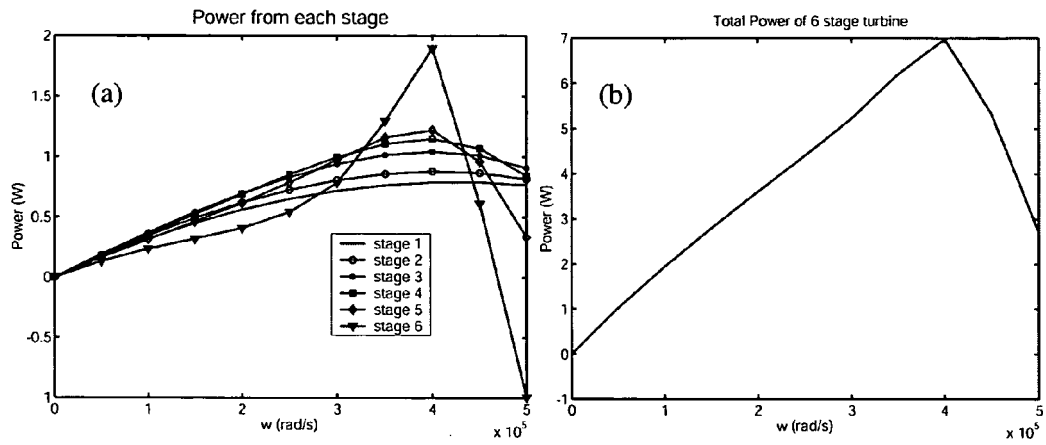 Power from each stage
(a)
2
1.5
1
0.5
0
-0.5
1
Power (W)
stage 1
stage 2
stage 3
stage 4
stage 5
stage 6
0 1 2 3 4 5
w (rad/s)
x 10^5
Total Power of 6 stage turbine
(b)
7
6
5
4
3
2
1
0
-1
Power (W)
0 1 2 3 4 5
w (rad/s)
x 10^5